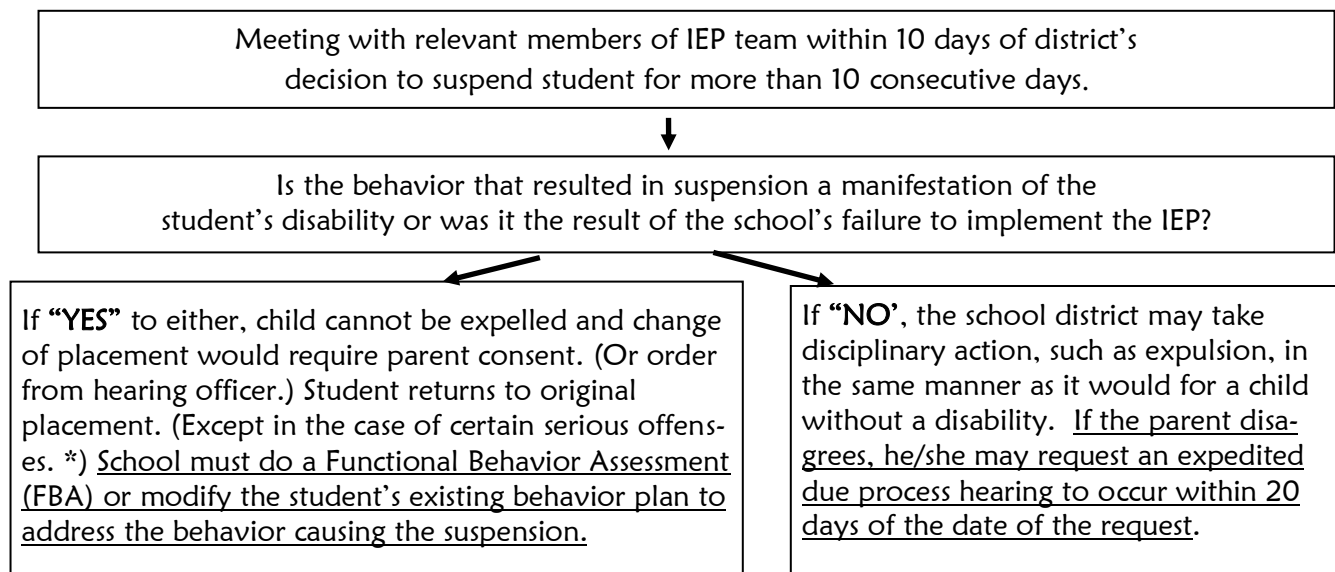 Meeting with relevant members of IEP team within 10 days of district’s
decision to suspend student for more than 10 consecutive days.
Is the behavior that resulted in suspension a manifestation of the
student’s disability or was it the result of the school’s failure to implement the IEP?
If “YES” to either, child cannot be expelled and change
of placement would require parent consent. (Or order
from hearing officer.) Student returns to original
placement. (Except in the case of certain serious offens-
es. *) School must do a Functional Behavior Assessment
(FBA) or modify the student’s existing behavior plan to
address the behavior causing the suspension.
If “NO’, the school district may take
disciplinary action, such as expulsion, in
the same manner as it would for a child
without a disability.  If the parent disa-
grees, he/she may request an expedited
due process hearing to occur within 20
days of the date of the request.